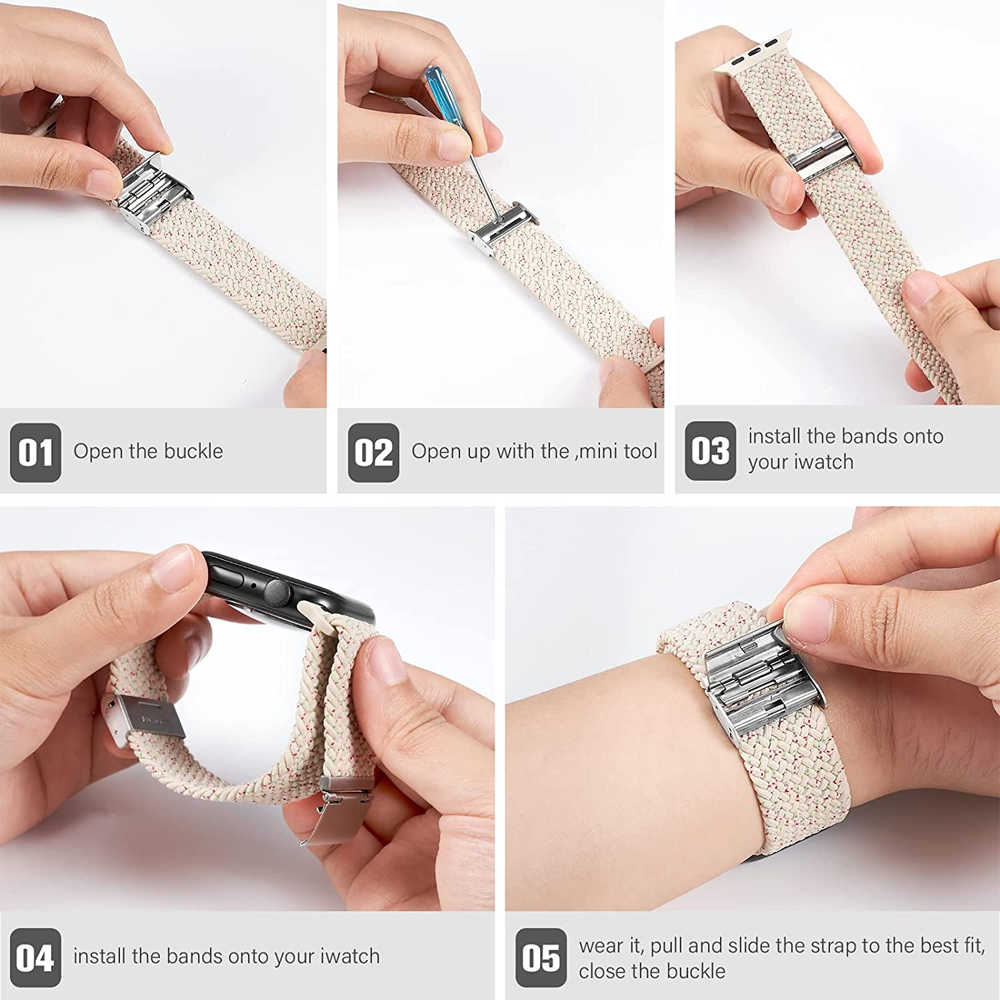 01 Open the buckle
02 Open up with the ,mini tool
03 install the bands onto
your iwatch
04 install the bands onto your iwatch
05 wear it, pull and slide the strap to the best fit,
close the buckle